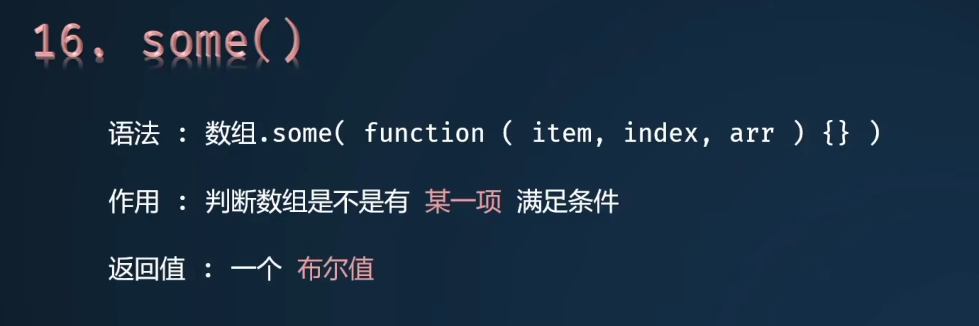 16. some()
语法 : 数组.some( function ( item, index, arr ) {} )
作用 : 判断数组是不是有 某一项 满足条件
返回值 : 一个 布尔值